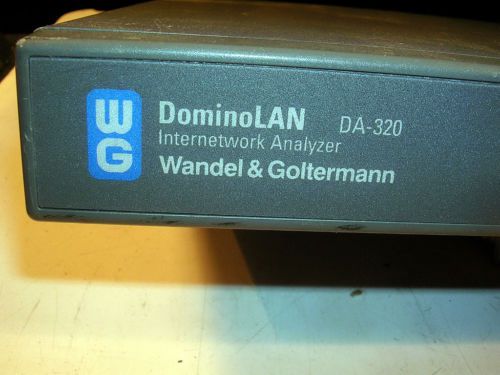 WG
DominoLAN DA-320
Internetwork Analyzer
Wandel & Goltermann